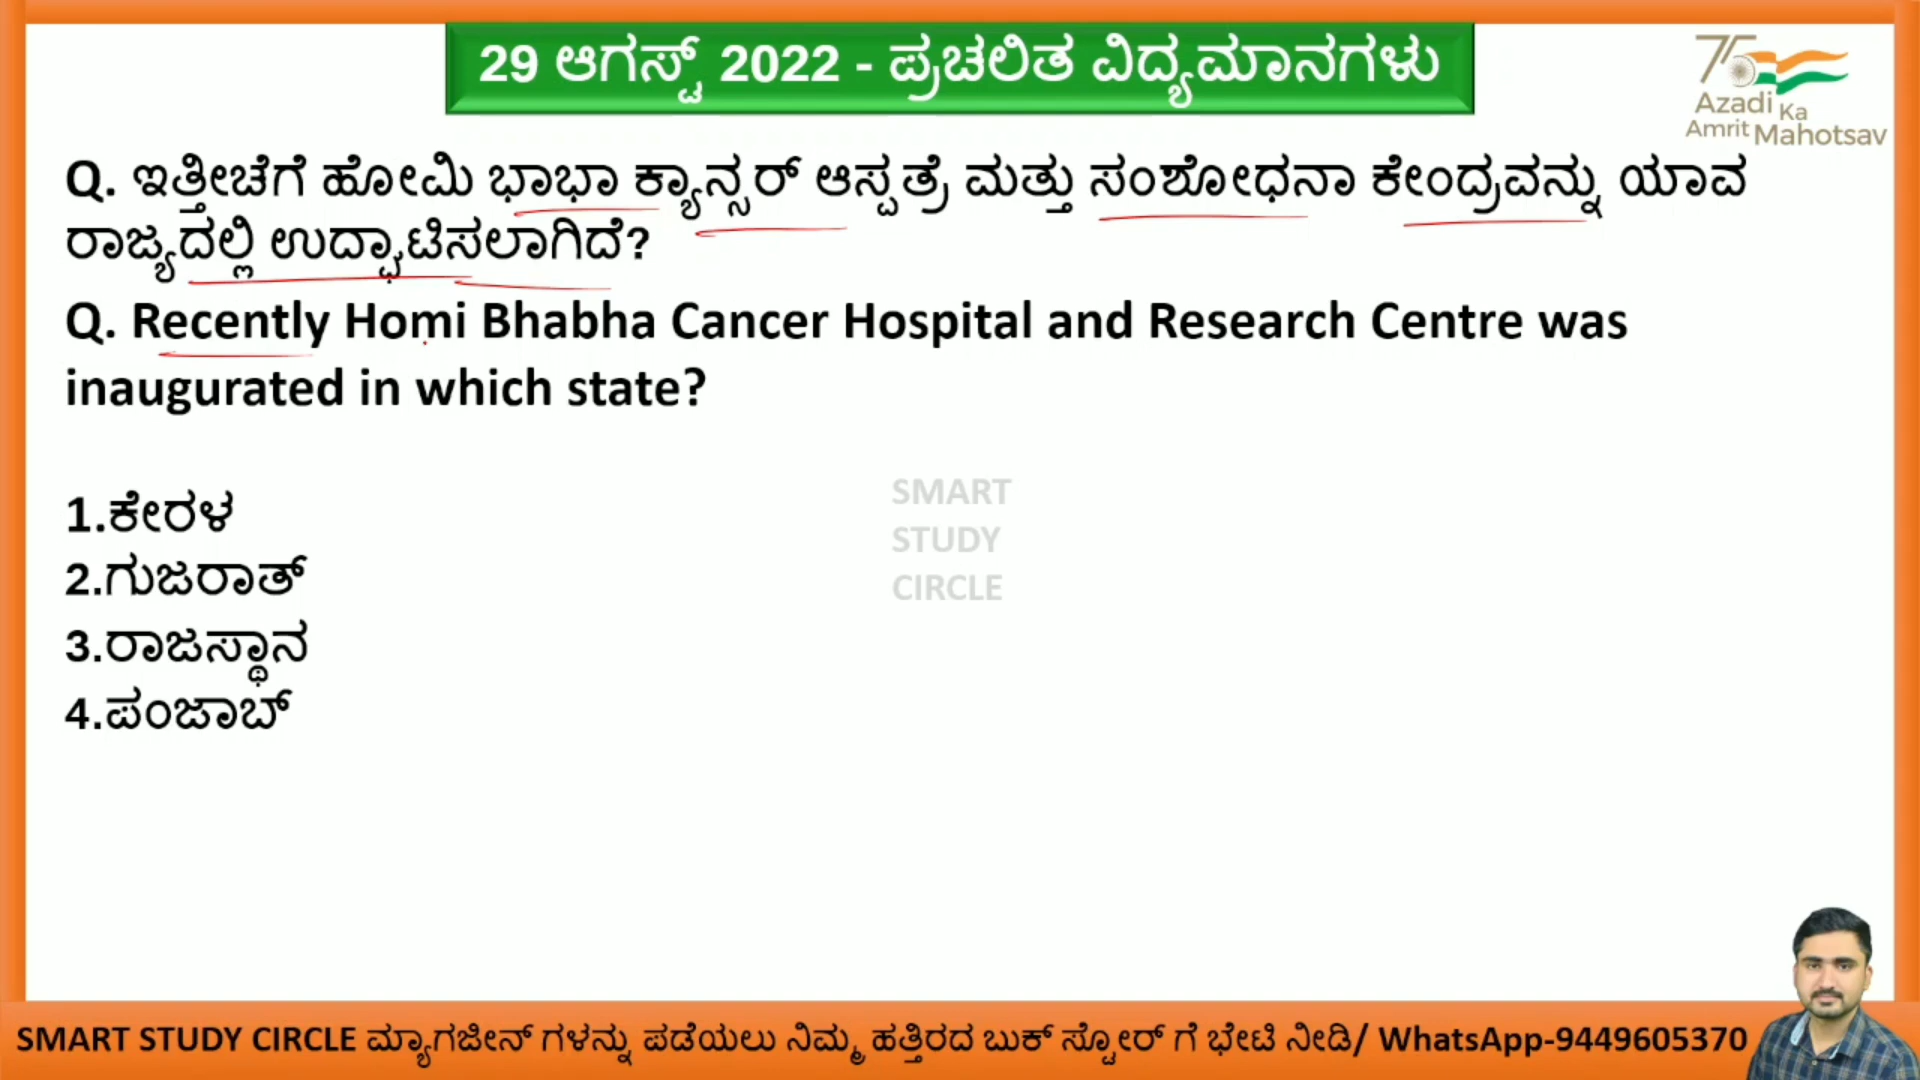 29 ಆಗಸ್ಟ್ 2022 - ಪ್ರಚಲಿತ ವಿದ್ಯಮಾನಗಳು
75
Azadi Ka
Amrit Mahotsav
Q. ಇತ್ತೀಚೆಗೆ ಹೋಮಿ ಭಾಭಾ ಕ್ಯಾನ್ಸರ್ ಆಸ್ಪತ್ರೆ ಮತ್ತು ಸಂಶೋಧನಾ ಕೇಂದ್ರವನ್ನು ಯಾವ
ರಾಜ್ಯದಲ್ಲಿ ಉದ್ಘಾಟಿಸಲಾಗಿದೆ?
Q. Recently Homi Bhabha Cancer Hospital and Research Centre was
inaugurated in which state?
SMART
STUDY
CIRCLE
1.ಕೇರಳ
2.ಗುಜರಾತ್
3.ರಾಜಸ್ಥಾನ
4.ಪಂಜಾಬ್
SMART STUDY CIRCLE ಮ್ಯಾಗಜೀನ್ ಗಳನ್ನು ಪಡೆಯಲು ನಿಮ್ಮ ಹತ್ತಿರದ ಬುಕ್ ಸ್ಟೋರ್ ಗೆ ಭೇಟಿ ನೀಡಿ/ WhatsApp-9449605370